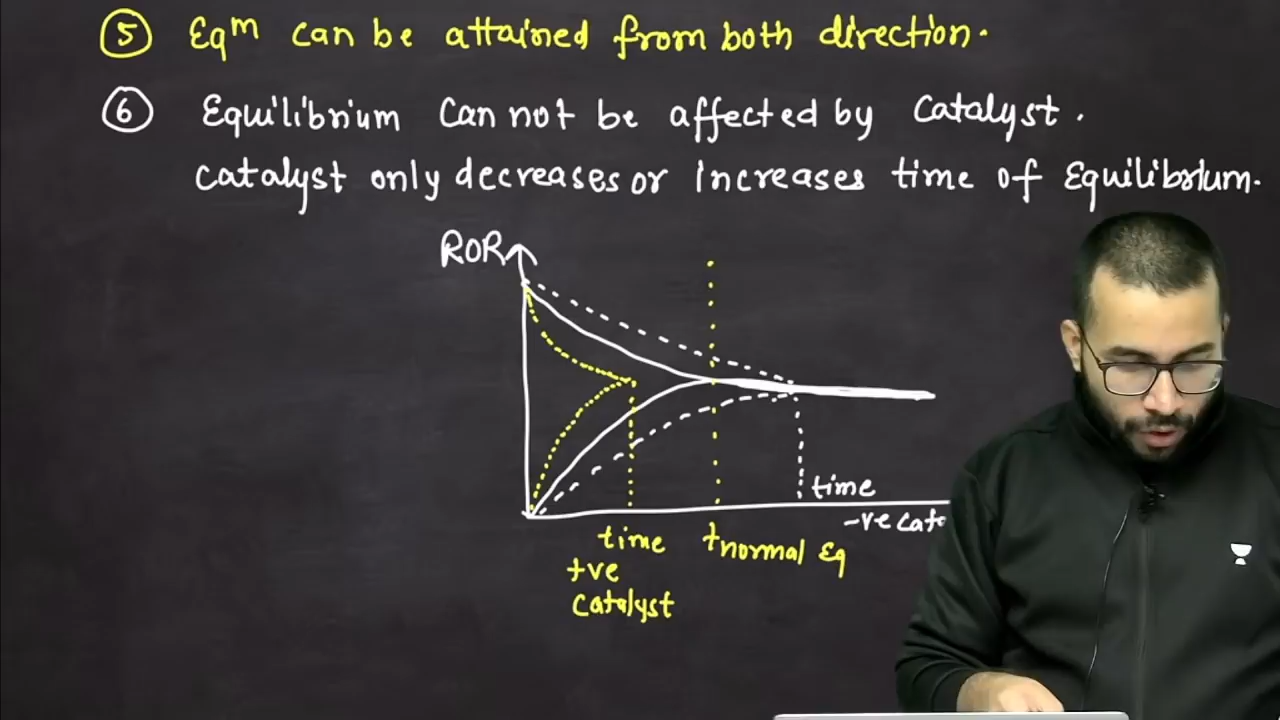 ⑤ Eqᵐ can be attained from both direction.
⑥ Equilibrium Can not be affected by Catalyst.
catalyst only decreases or increases time of Equilibrium.
ROR
time
-ve
time
+ve
Catalyst
tnormal Eq